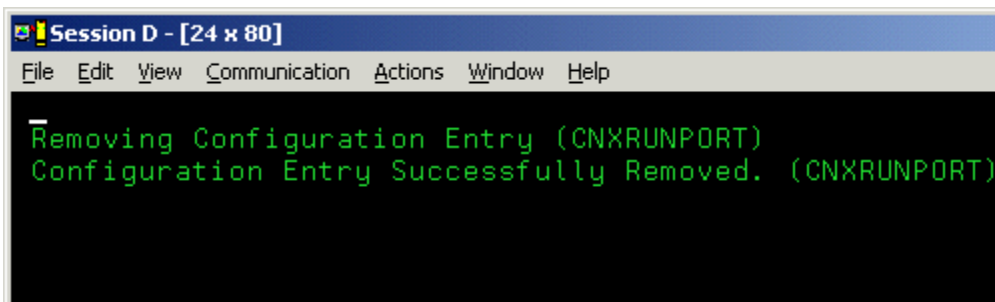 Session D - [24 x 80]
File Edit View Communication Actions Window Help
Removing Configuration Entry (CNXRUNPORT)
Configuration Entry Successfully Removed. (CNXRUNPORT)